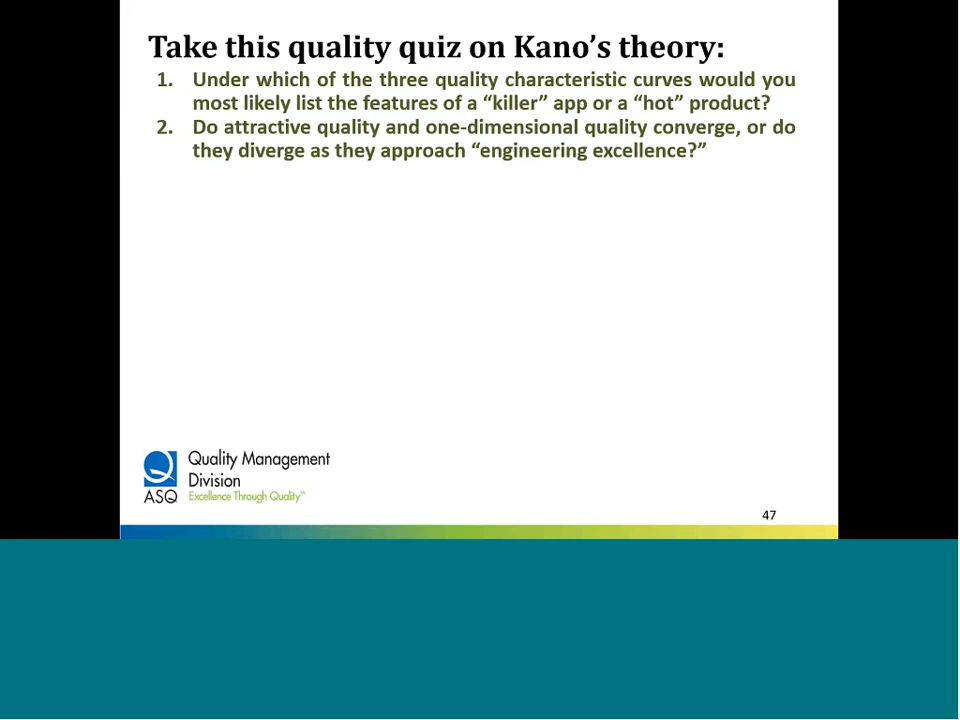 Take this quality quiz on Kano’s theory:
1. Under which of the three quality characteristic curves would you
most likely list the features of a “killer” app or a “hot” product?
2. Do attractive quality and one-dimensional quality converge, or do
they diverge as they approach “engineering excellence?”
Quality Management
Division
ASQ Excellence Through Quality™
47